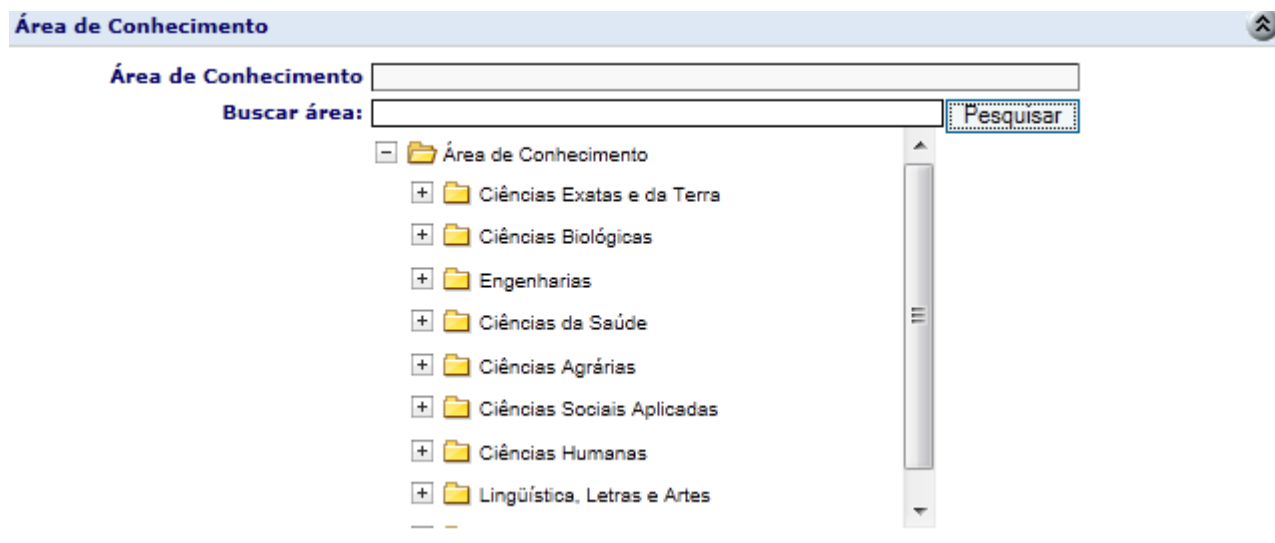 Área de Conhecimento
Área de Conhecimento
Buscar área: Pesquisar
Área de Conhecimento
Ciências Exatas e da Terra
Ciências Biológicas
Engenharias
Ciências da Saúde
Ciências Agrárias
Ciências Sociais Aplicadas
Ciências Humanas
Lingüística, Letras e Artes